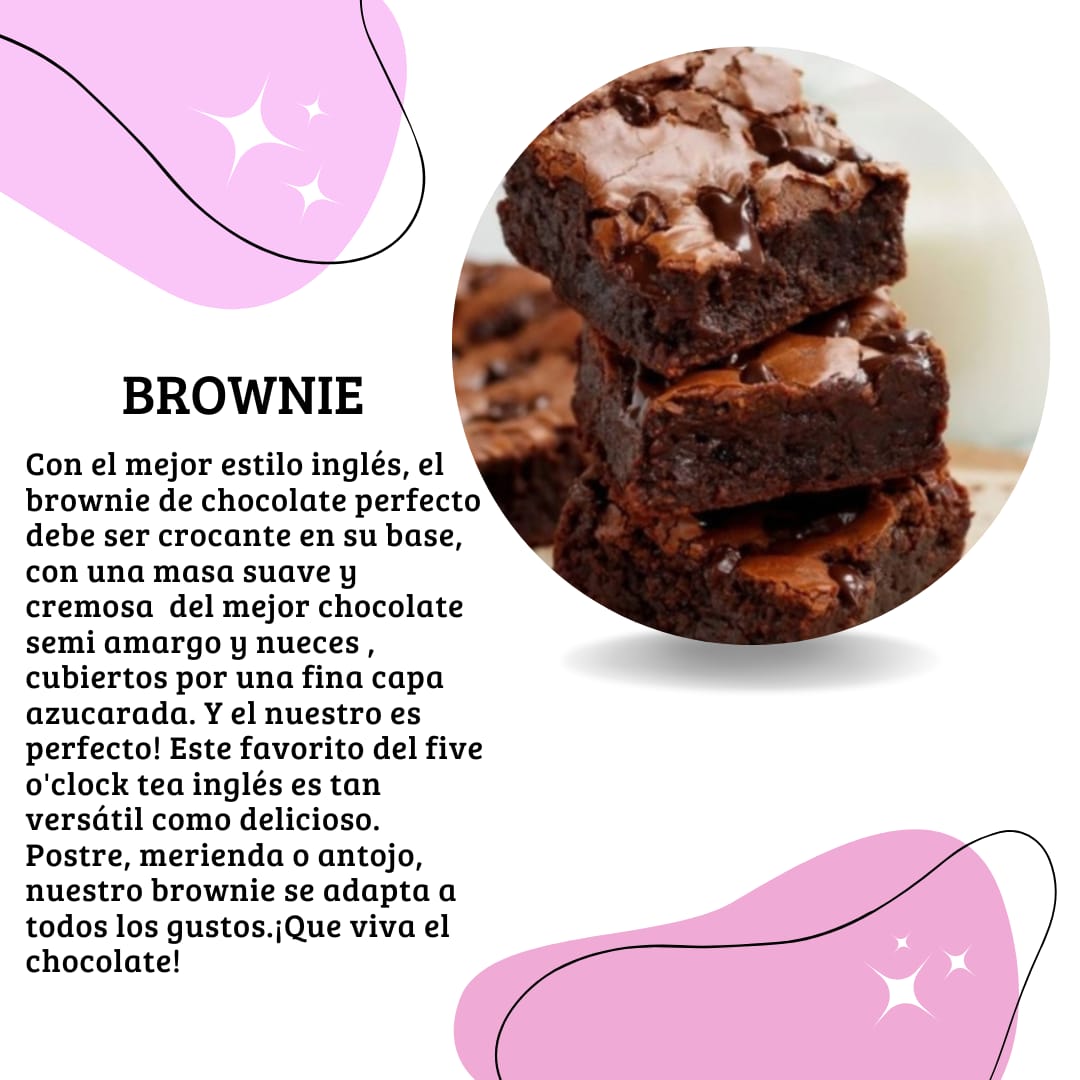 BROWNIE
Con el mejor estilo inglés, el
brownie de chocolate perfecto
debe ser crocante en su base,
con una masa suave y
cremosa  del mejor chocolate
semi amargo y nueces ,
cubiertos por una fina capa
azucarada. Y el nuestro es
perfecto! Este favorito del five
o'clock tea inglés es tan
versátil como delicioso.
Postre, merienda o antojo,
nuestro brownie se adapta a
todos los gustos.¡Que viva el
chocolate!